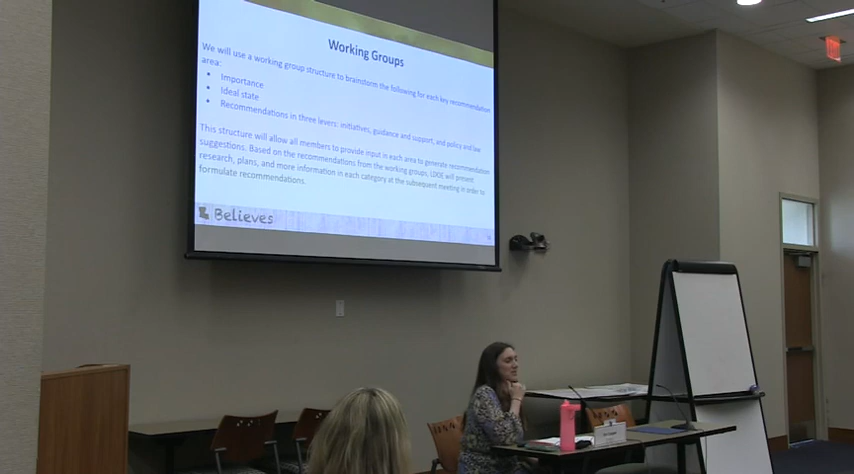 Working Groups
We will use a working group structure to brainstorm the following for each key recommendation
area:
• Importance
• Ideal state
• Recommendations in three levers: initiatives, guidance and support, and policy and law
This structure will allow all members to provide input in each area to generate recommendation
suggestions. Based on the recommendations from the working groups, LDOE will present
research, plans, and more information in each category at the subsequent meeting in order to
formulate recommendations.
Believes